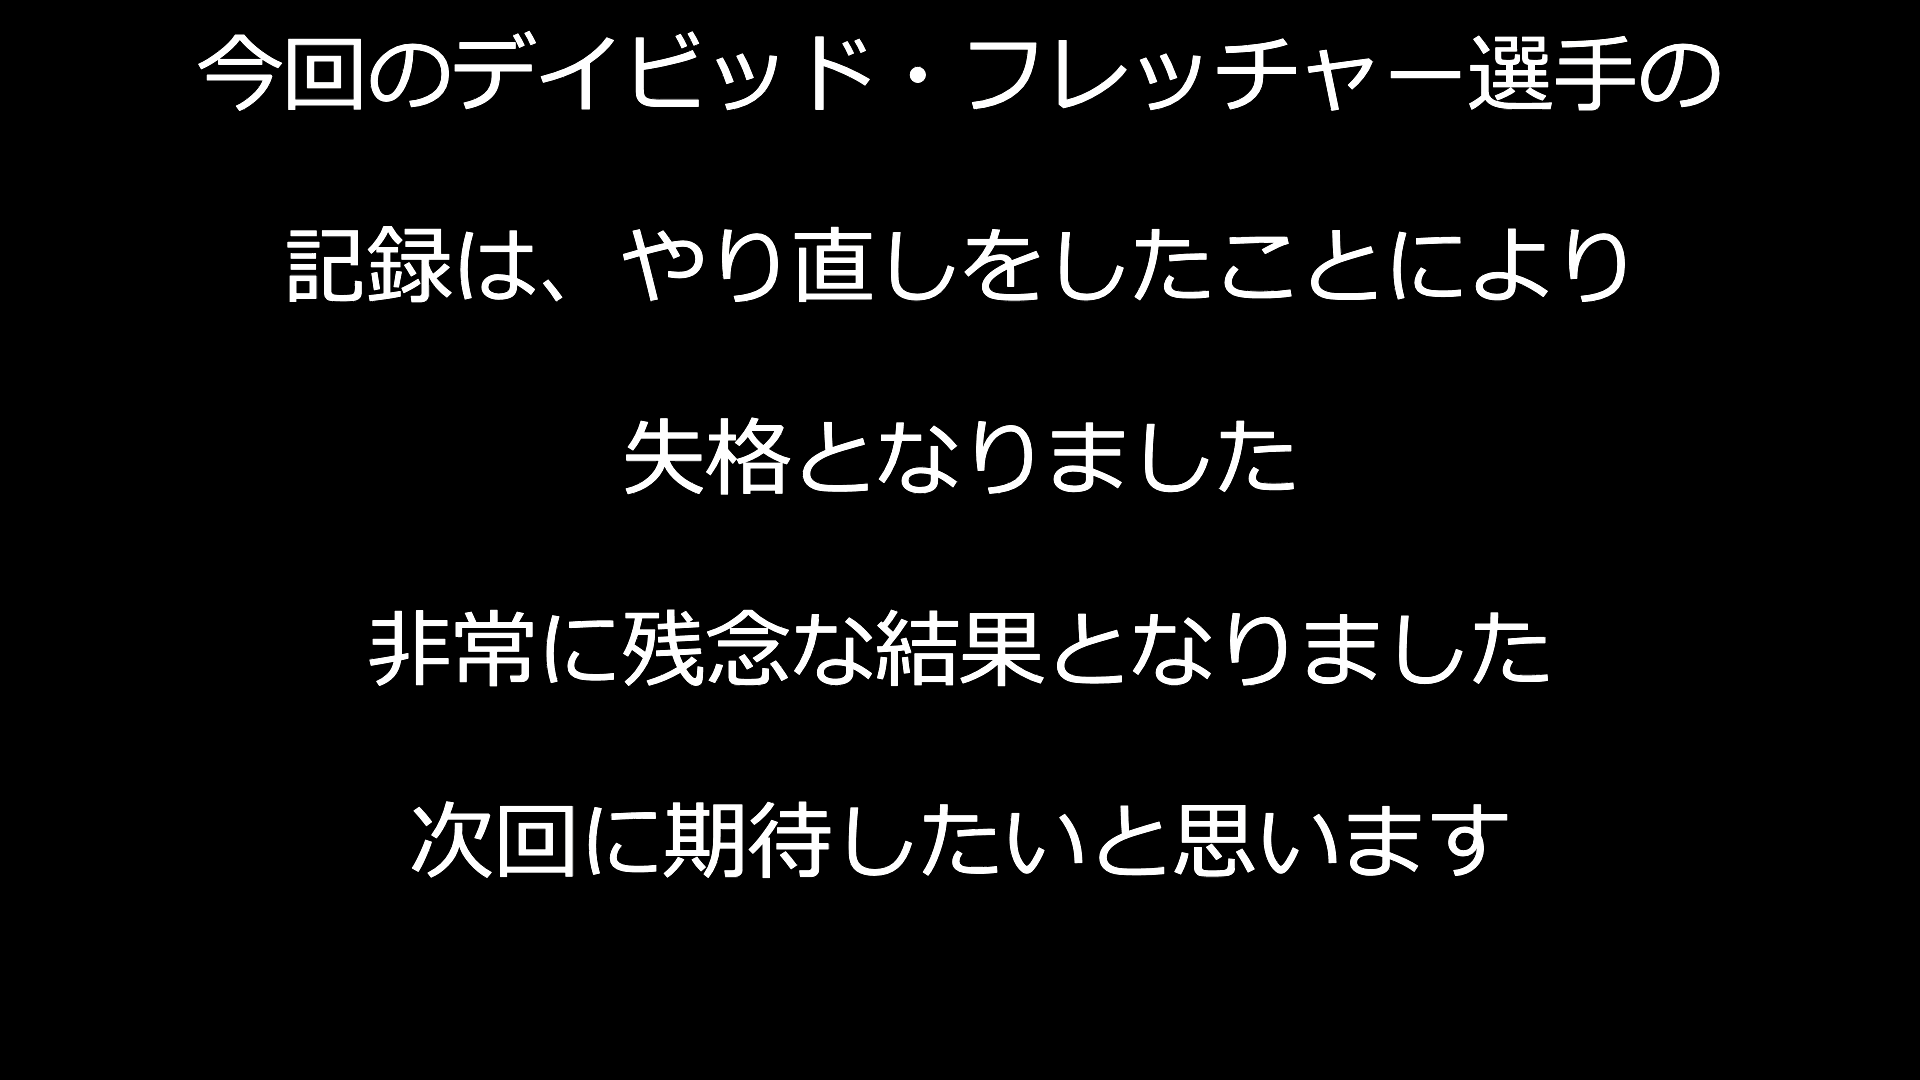 今回のデイビッド・フレッチャー選手の
記録は、やり直しをしたことにより
失格となりました
非常に残念な結果となりました
次回に期待したいと思います